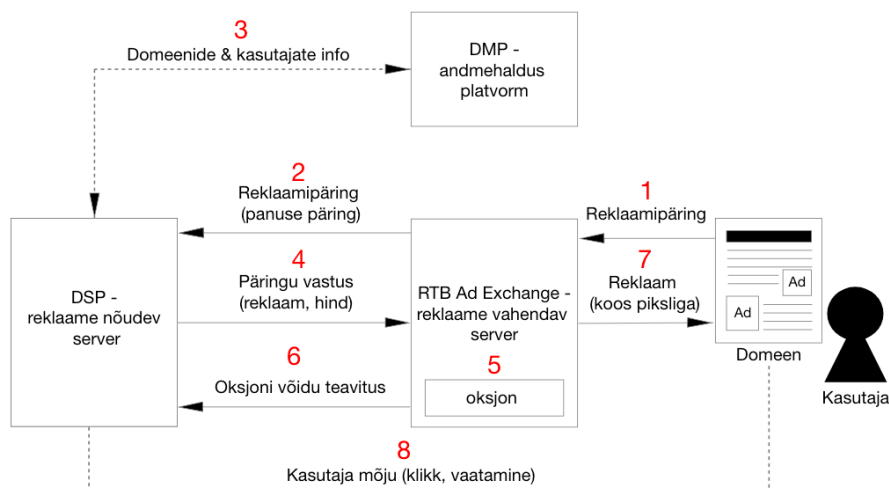 3
Domeenide & kasutajate info
DMP -
andmehaldus
platvorm
2
Reklaamipäring
(panuse päring)
1
Reklaamipäring
4
Päringu vastus
(reklaam, hind)
7
Reklaam
(koos piksliga)
DSP -
reklaame nõudev
server
RTB Ad Exchange -
reklaame vahendav
server
Ad
Ad
Domeen
6
Oksjoni võidu teavitus
5
oksjon
Kasutaja
8
Kasutaja mõju (klikk, vaatamine)